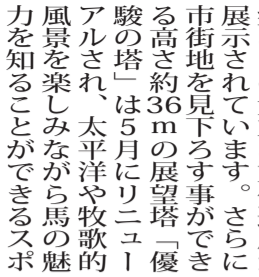 展示されています。さらに
市街地を見下ろす事ができ
る高さ約36mの展望塔「優
駿の塔」は5月にリニュー
アルされ、太平洋や牧歌的
風景を楽しみながら馬の魅
力を知ることができるスポ